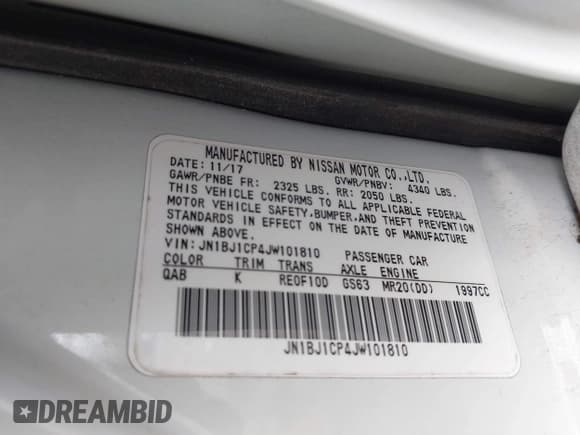 MANUFACTURED BY NISSAN MOTOR CO.,LTD.
DATE: 11/17 GVWR/PNBV: 4340 LBS.
GAWR/PNBE FR: 2325 LBS. RR: 2050 LBS.
THIS VEHICLE CONFORMS TO ALL APPLICABLE FEDERAL
MOTOR VEHICLE SAFETY,BUMPER,AND THEFT PREVENTION
STANDARDS IN EFFECT ON THE DATE OF MANUFACTURE
SHOWN ABOVE.
VIN: JN1BJ1CP4JW101810 PASSENGER CAR
COLOR TRIM TRANS AXLE ENGINE
QAB K RE0F10D GS63 MR20(DD) 1997CC
JN1BJ1CP4JW101810
DREAMBID